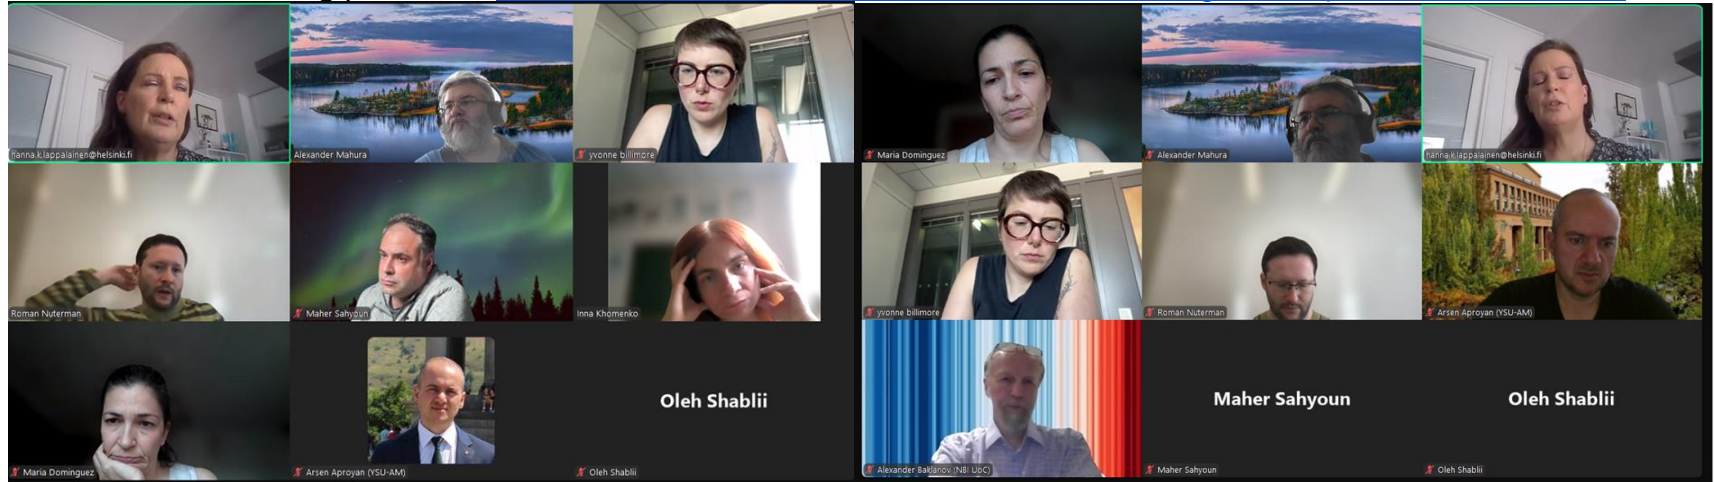 hanna.k.lappalainen@helsinki.fi
Alexander Mahura
yvonne billimore
Roman Nuterman
Maher Sahyoun
Inna Khomenko
Maria Dominguez
Arsen Aproyan (YSU-AM)
Oleh Shablii
Oleh Shablii
Maria Dominguez
Alexander Mahura
hanna.k.lappalainen@helsinki.fi
yvonne billimore
Roman Nuterman
Arsen Aproyan (YSU-AM)
Alexander Baklanov (NBI UoC)
Maher Sahyoun
Maher Sahyoun
Oleh Shablii
Oleh Shablii